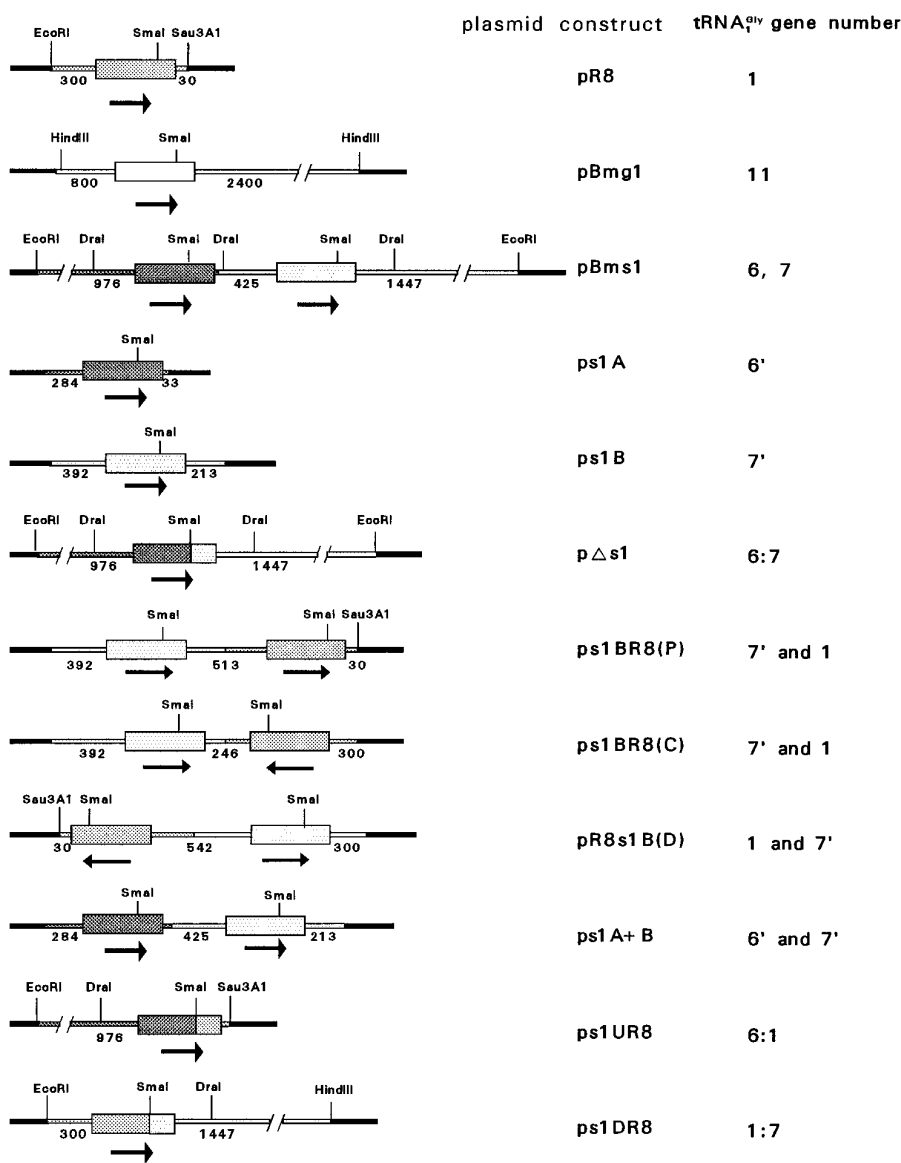 plasmid construct tRNA₁ᴳˡʸ gene number
EcoRI SmaI Sau3A1
300 30
pR8 1
HindIII SmaI HindIII
800 2400
pBmg1 11
EcoRI DraI SmaI DraI SmaI DraI EcoRI
976 425 1447
pBms1 6, 7
SmaI
284 33
ps1A 6'
SmaI
392 213
ps1B 7'
EcoRI DraI SmaI DraI EcoRI
976 1447
p△s1 6:7
SmaI SmaI Sau3A1
392 513 30
ps1BR8(P) 7' and 1
SmaI SmaI
392 246 300
ps1BR8(C) 7' and 1
Sau3A1 SmaI SmaI
30 542 300
pR8s1B(D) 1 and 7'
SmaI SmaI
284 425 213
ps1A+B 6' and 7'
EcoRI DraI SmaI Sau3A1
976
ps1UR8 6:1
EcoRI SmaI DraI HindIII
300 1447
ps1DR8 1:7